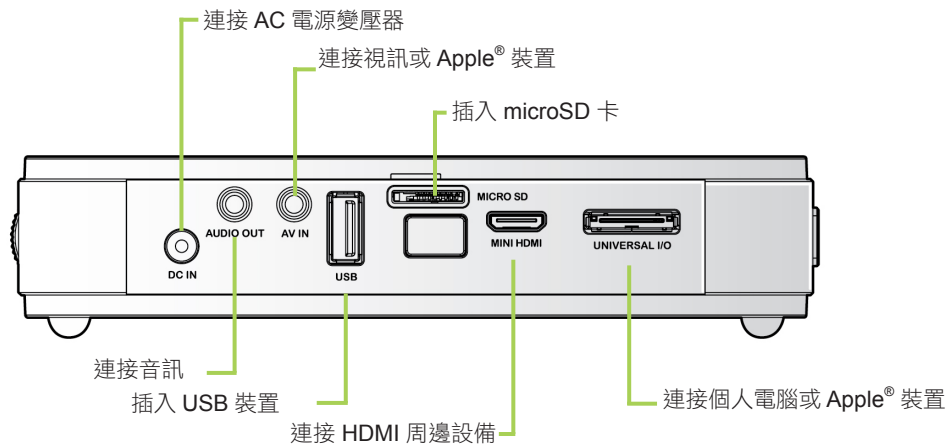 連接 AC 電源變壓器
連接視訊或 Apple® 裝置
插入 microSD 卡
MICRO SD
AUDIO OUT
AV IN
MINI HDMI
UNIVERSAL I/O
DC IN
USB
連接音訊
插入 USB 裝置
連接個人電腦或 Apple® 裝置
連接 HDMI 周邊設備